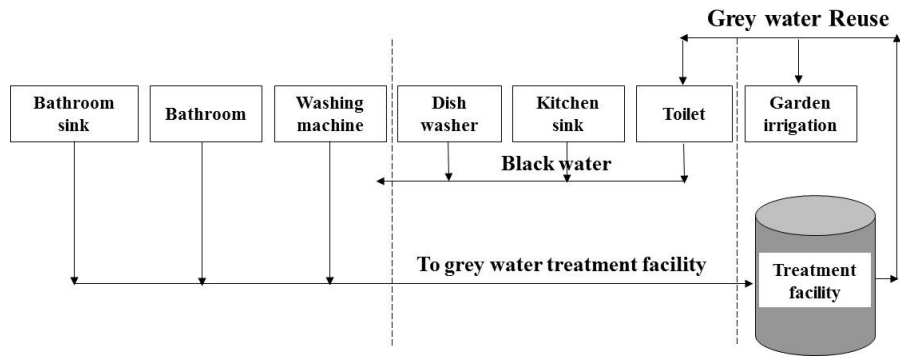 Grey water Reuse
Bathroom
sink
Bathroom
Washing
machine
Dish
washer
Kitchen
sink
Toilet
Garden
irrigation
Black water
To grey water treatment facility
Treatment
facility